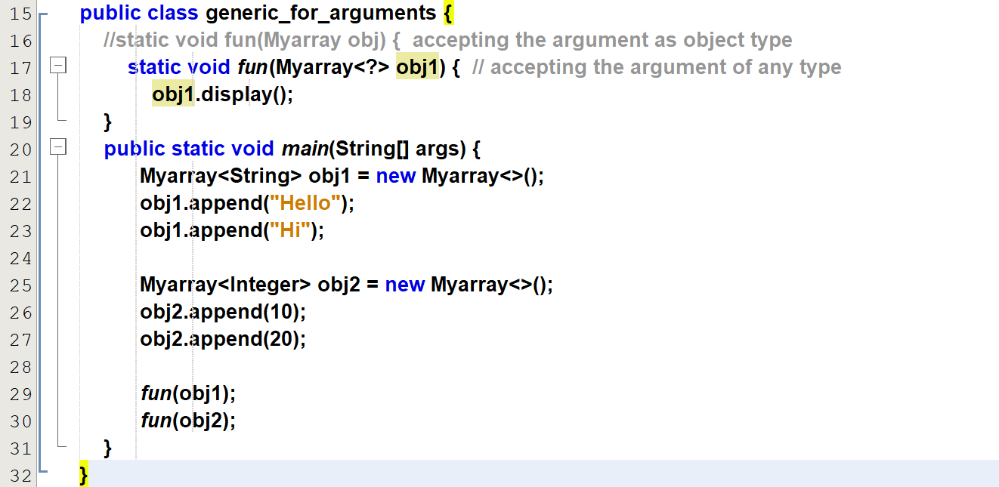 15 public class generic_for_arguments {
16 //static void fun(Myarray obj) { accepting the argument as object type
17 static void fun(Myarray<?> obj1) { // accepting the argument of any type
18 obj1.display();
19 }
20 public static void main(String[] args) {
21 Myarray<String> obj1 = new Myarray<>();
22 obj1.append("Hello");
23 obj1.append("Hi");
24
25 Myarray<Integer> obj2 = new Myarray<>();
26 obj2.append(10);
27 obj2.append(20);
28
29 fun(obj1);
30 fun(obj2);
31 }
32 }